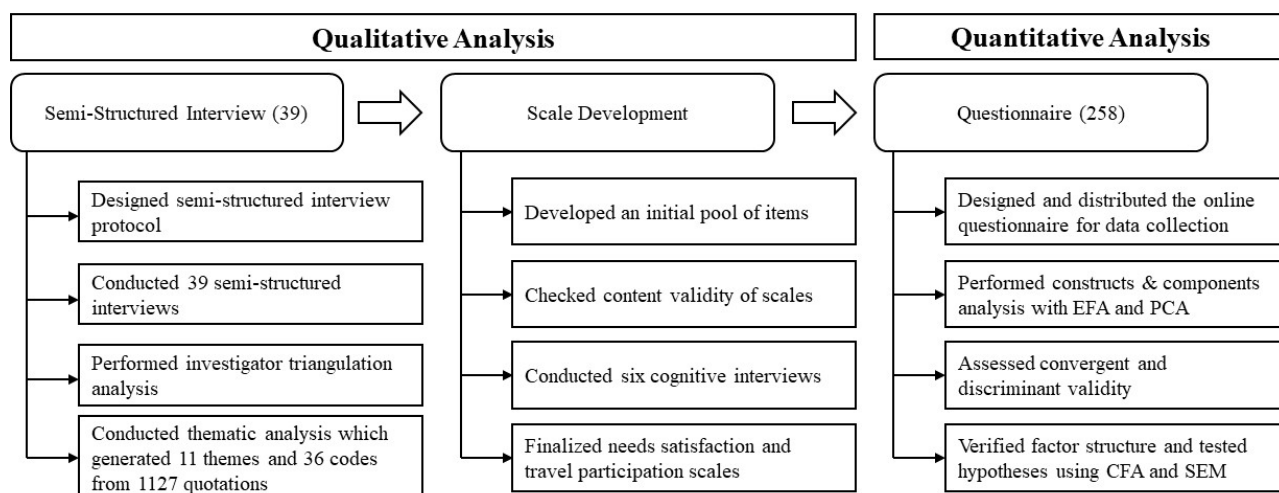 Qualitative Analysis
Quantitative Analysis
Semi-Structured Interview (39)
Scale Development
Questionnaire (258)
Designed semi-structured interview
protocol
Conducted 39 semi-structured
interviews
Performed investigator triangulation
analysis
Conducted thematic analysis which
generated 11 themes and 36 codes
from 1127 quotations
Developed an initial pool of items
Checked content validity of scales
Conducted six cognitive interviews
Finalized needs satisfaction and
travel participation scales
Designed and distributed the online
questionnaire for data collection
Performed constructs & components
analysis with EFA and PCA
Assessed convergent and
discriminant validity
Verified factor structure and tested
hypotheses using CFA and SEM